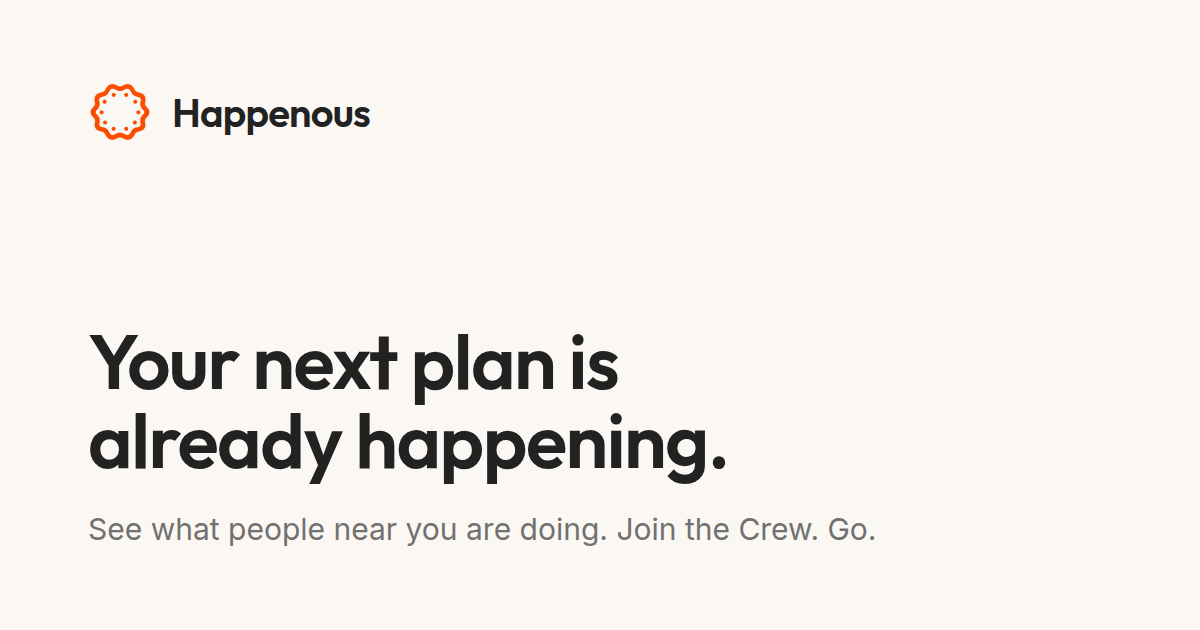 Happenous
Your next plan is
already happening.
See what people near you are doing. Join the Crew. Go.